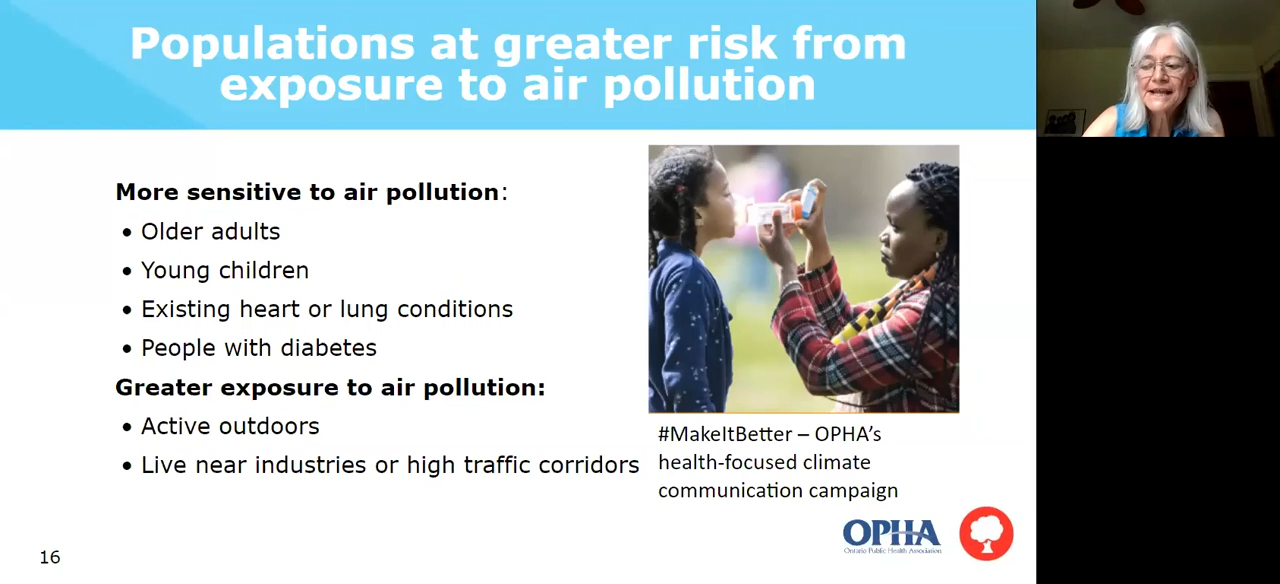 Populations at greater risk from
exposure to air pollution
More sensitive to air pollution:
• Older adults
• Young children
• Existing heart or lung conditions
• People with diabetes
Greater exposure to air pollution:
• Active outdoors
• Live near industries or high traffic corridors
#MakeItBetter – OPHA’s
health-focused climate
communication campaign
OPHA
Ontario Public Health Association
16